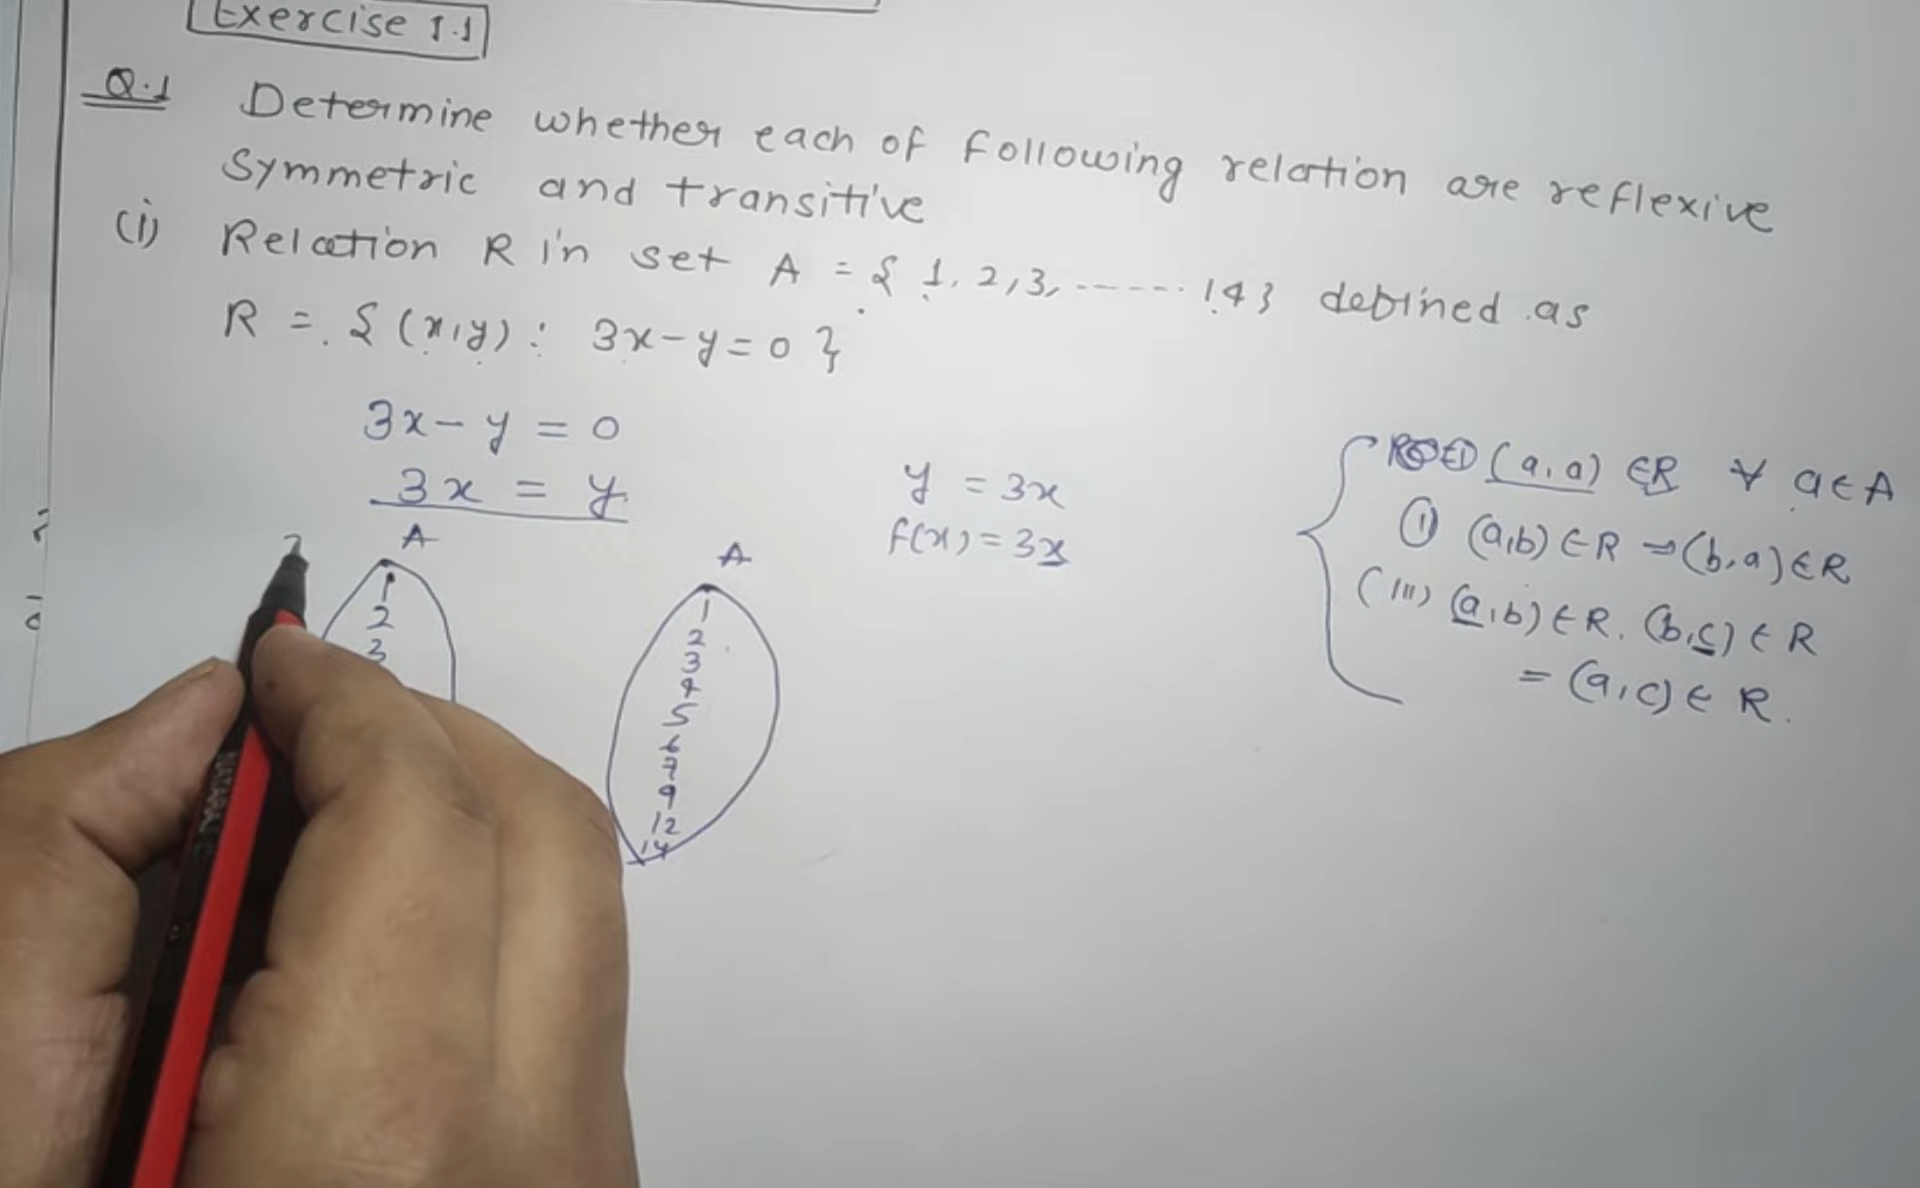 Exercise 1.1
Q.1 Determine whether each of following relation are reflexive
Symmetric and transitive
(i) Relation R in set A = { 1, 2, 3, ------ 14 } defined as
R = { (x,y) : 3x-y=0 }
3x - y = 0
3x = y
y = 3x
f(x) = 3x
(a,a) ∈R ∀ a∈A
(a,b) ∈ R ⇒ (b,a) ∈ R
(III) (a,b) ∈ R. (b,c) ∈ R
= (a,c) ∈ R.
A
1
2
3
A
1
2
3
4
5
6
7
9
12
14